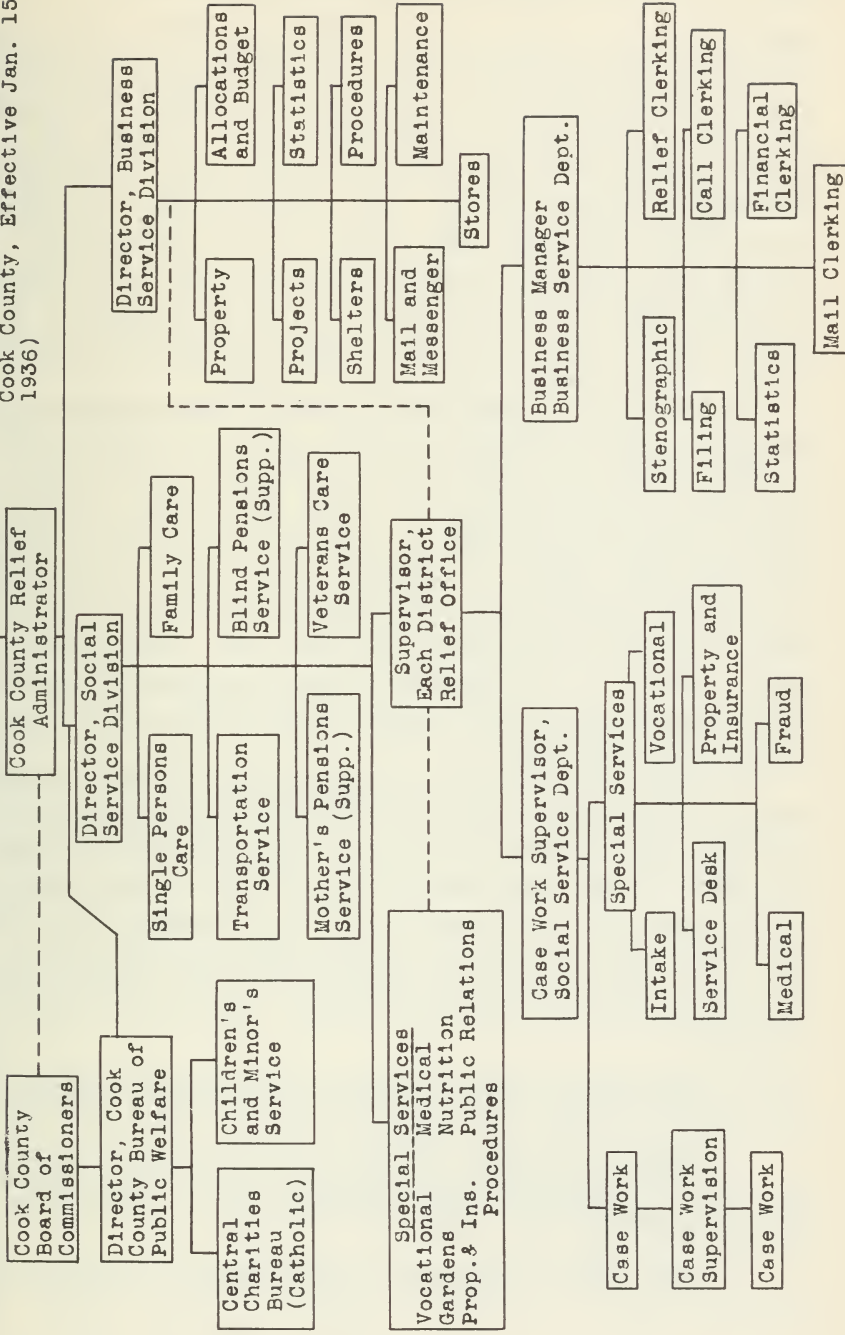 Cook County, Effective Jan. 15
1936)
Cook County Relief
Administrator
Cook County
Board of
Commissioners
Director, Cook
County Bureau of
Public Welfare
Central
Charities
Bureau
(Catholic)
Children's
and Minor's
Service
Director, Social
Service Division
Single Persons
Care
Family Care
Transportation
Service
Blind Pensions
Service (Supp.)
Mother's Pensions
Service (Supp.)
Veterans Care
Service
Director, Business
Service Division
Property
Allocations
and Budget
Projects
Statistics
Shelters
Procedures
Mail and
Messenger
Maintenance
Stores
Special Services
Vocational Medical
Gardens Nutrition
Prop.& Ins. Public Relations
Procedures
Supervisor,
Each District
Relief Office
Case Work Supervisor,
Social Service Dept.
Case Work
Case Work
Supervision
Case Work
Special Services
Intake
Vocational
Service Desk
Property and
Insurance
Medical
Fraud
Business Manager
Business Service Dept.
Stenographic
Relief Clerking
Filing
Call Clerking
Statistics
Financial
Clerking
Mail Clerking